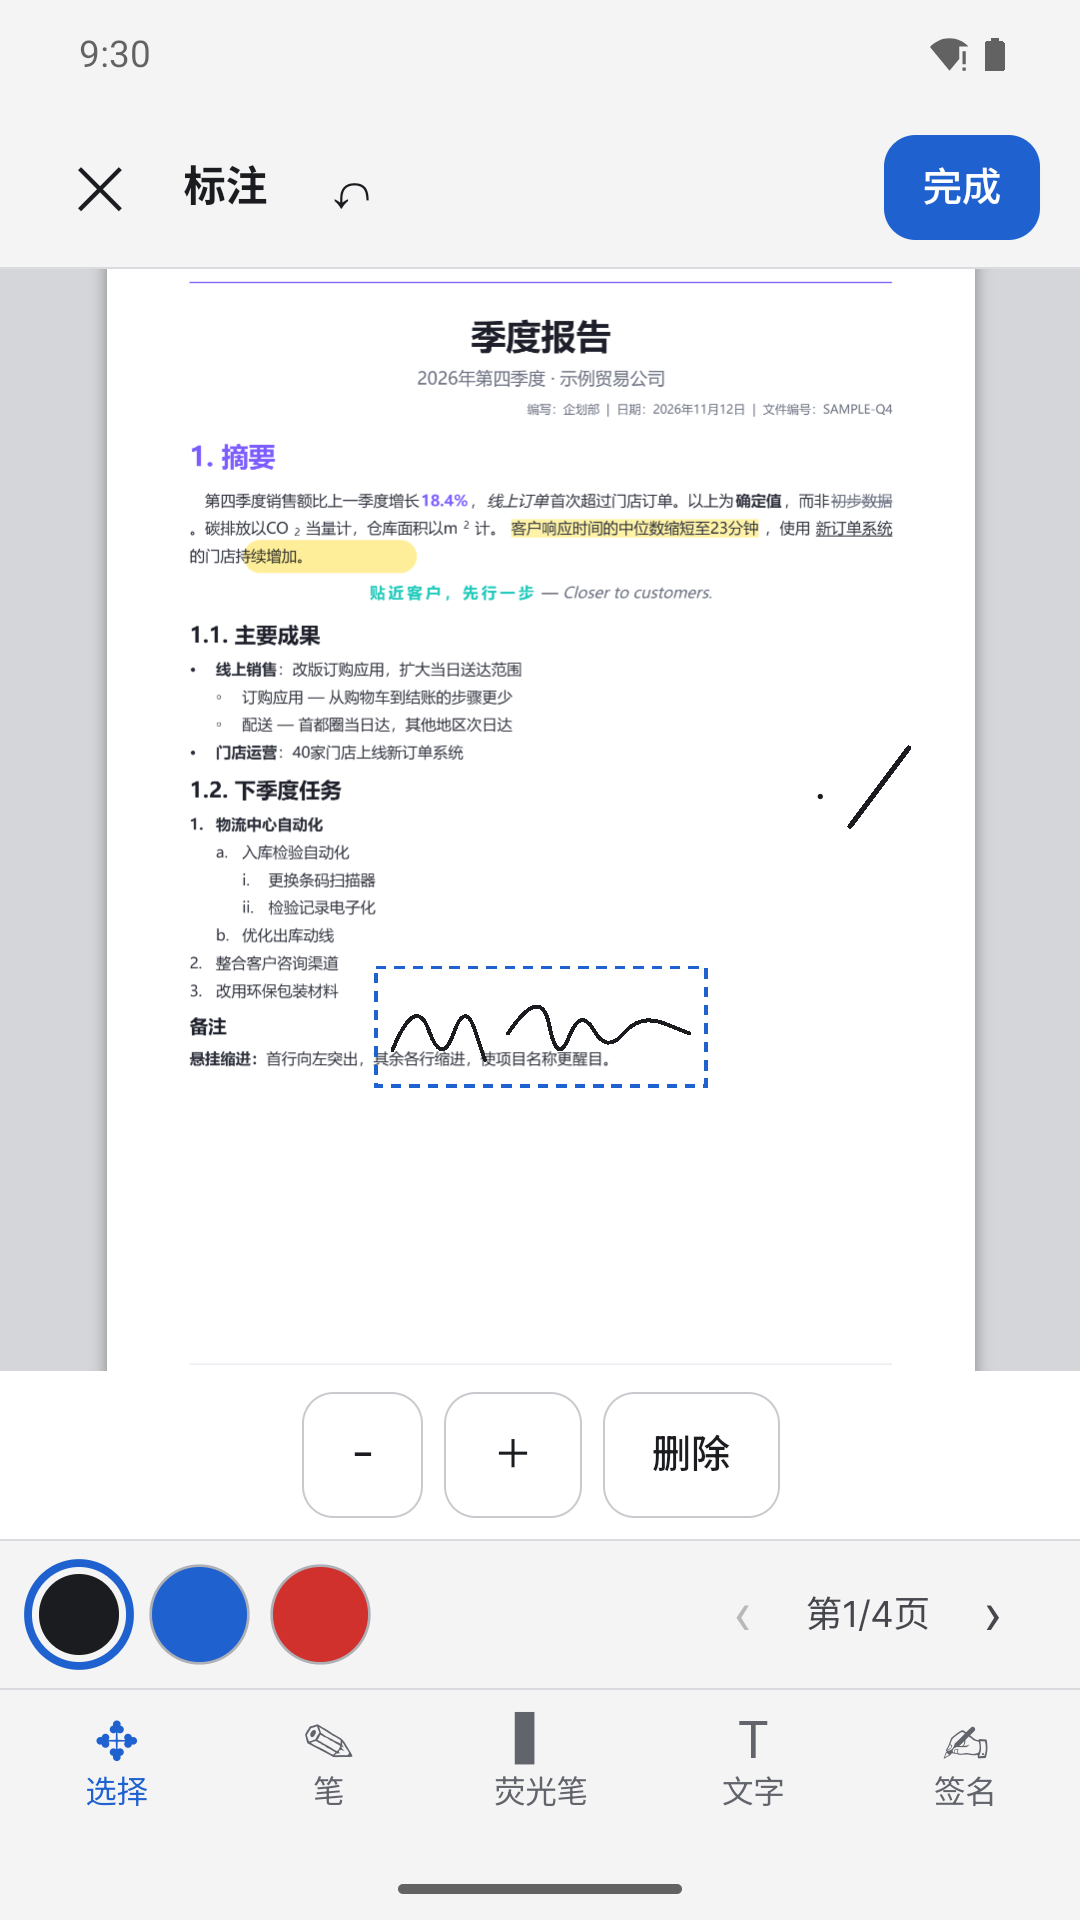 9:30
标注
完成
季度报告
2026年第四季度 · 示例贸易公司
编写：企划部 | 日期：2026年11月12日 | 文件编号：SAMPLE-Q4
1. 摘要
第四季度销售额比上一季度增长18.4%，线上订单首次超过门店订单。以上为确定值，而非初步数据
。碳排放以CO₂当量计，仓库面积以m²计。客户响应时间的中位数缩短至23分钟，使用 新订单系统
的门店持续增加。
贴近客户，先行一步 — Closer to customers.
1.1. 主要成果
• 线上销售：改版订购应用，扩大当日送达范围
◦ 订购应用 — 从购物车到结账的步骤更少
◦ 配送 — 首都圈当日达，其他地区次日达
• 门店运营：40家门店上线新订单系统
1.2. 下季度任务
1. 物流中心自动化
a. 入库检验自动化
i. 更换条码扫描器
ii. 检验记录电子化
b. 优化出库动线
2. 整合客户咨询渠道
3. 改用环保包装材料
备注
悬挂缩进：首行向左突出，其余各行缩进，使项目名称更醒目。
- + 删除
‹ 第1/4页 ›
选择 笔 荧光笔 文字 签名